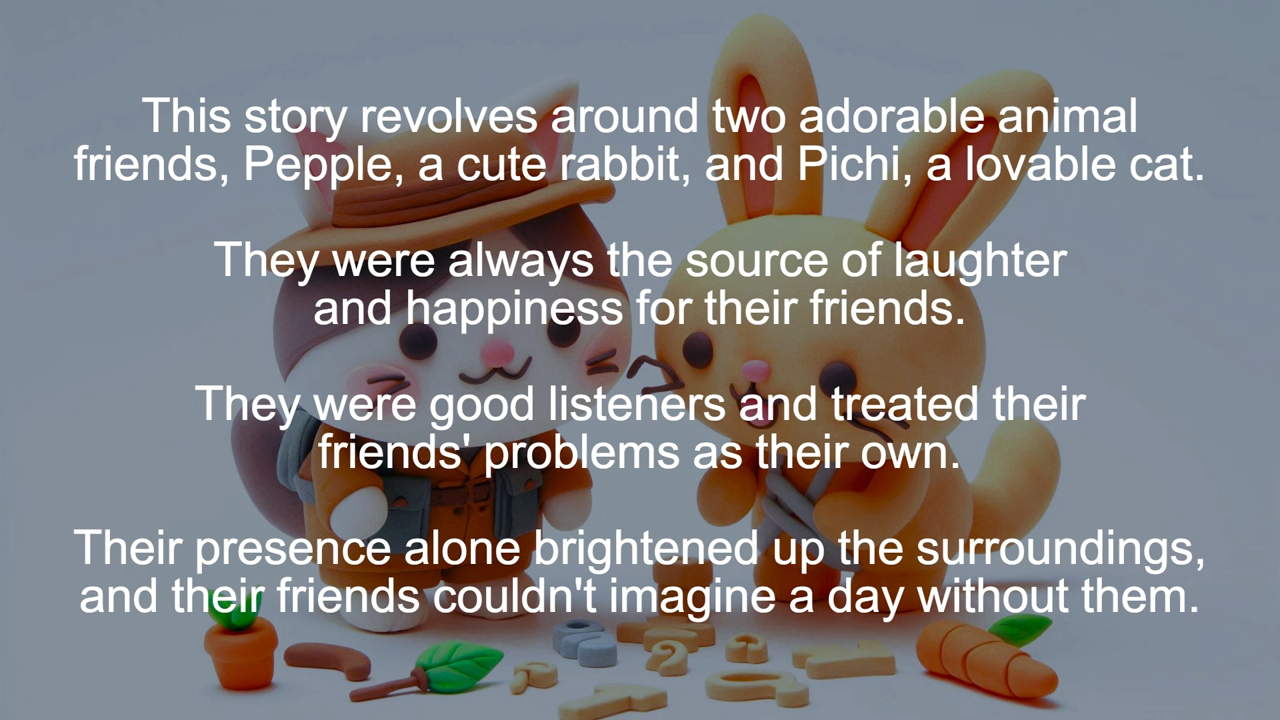 This story revolves around two adorable animal
friends, Pepple, a cute rabbit, and Pichi, a lovable cat.
They were always the source of laughter
and happiness for their friends.
They were good listeners and treated their
friends' problems as their own.
Their presence alone brightened up the surroundings,
and their friends couldn't imagine a day without them.